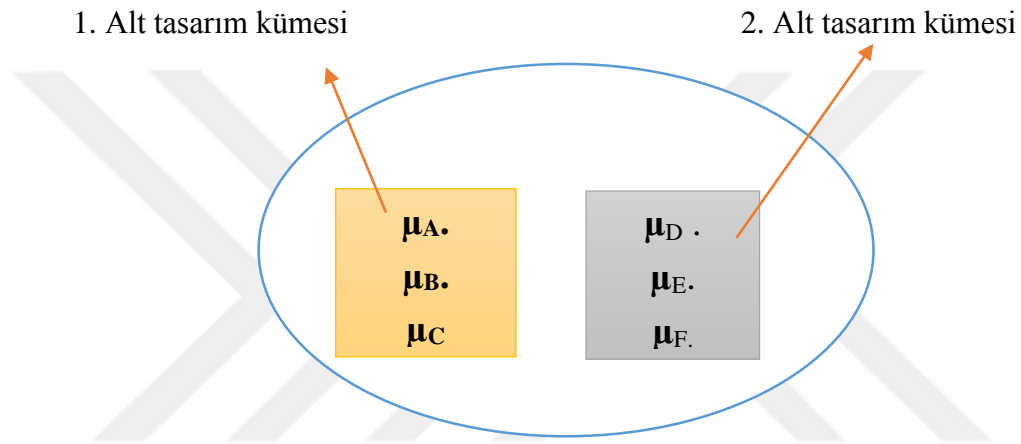 1. Alt tasarım kümesi
2. Alt tasarım kümesi
μA.
μB.
μC
μD .
μE.
μF.